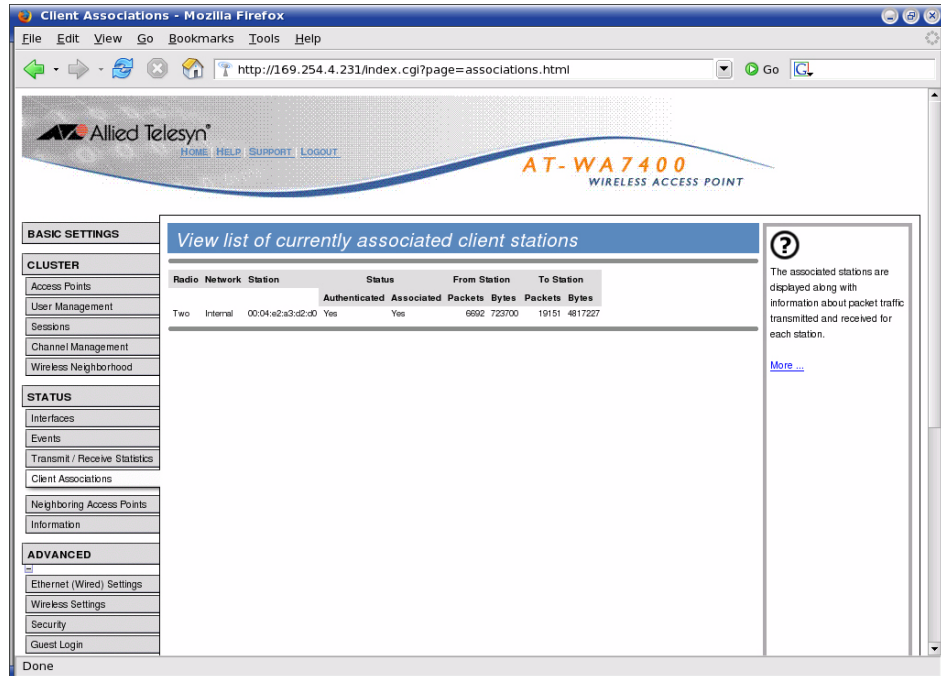 Client Associations - Mozilla Firefox
File Edit View Go Bookmarks Tools Help
http://169.254.4.231/index.cgi?page=associations.html Go G
Allied Telesyn®
HOME HELP SUPPORT LOGOUT
AT-WA7400
WIRELESS ACCESS POINT
BASIC SETTINGS
CLUSTER
Access Points
User Management
Sessions
Channel Management
Wireless Neighborhood
STATUS
Interfaces
Events
Transmit / Receive Statistics
Client Associations
Neighboring Access Points
Information
ADVANCED
Ethernet (Wired) Settings
Wireless Settings
Security
Guest Login
View list of currently associated client stations
Radio Network Station Status From Station To Station
Authenticated Associated Packets Bytes Packets Bytes
Two Internal 00:04:e2:a3:d2:d0 Yes Yes 6692 723700 19151 4817227
?
The associated stations are
displayed along with
information about packet traffic
transmitted and received for
each station.
More ...
Done